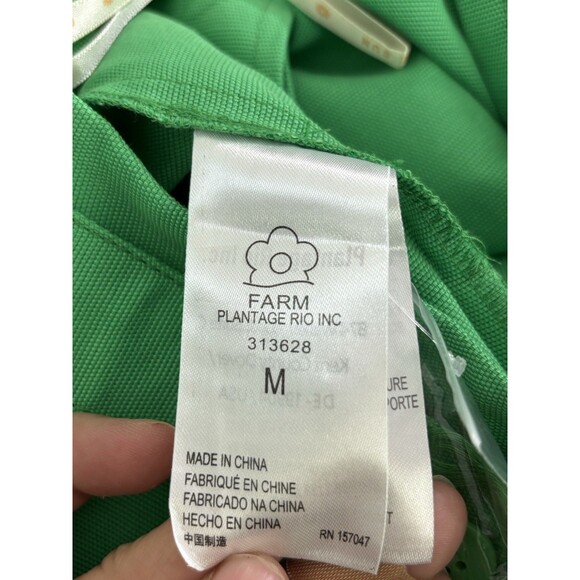 FARM
PLANTAGE RIO INC
313628
M
MADE IN CHINA
FABRIQUÉ EN CHINE
FABRICADO NA CHINA
HECHO EN CHINA
中国制造
RN 157047